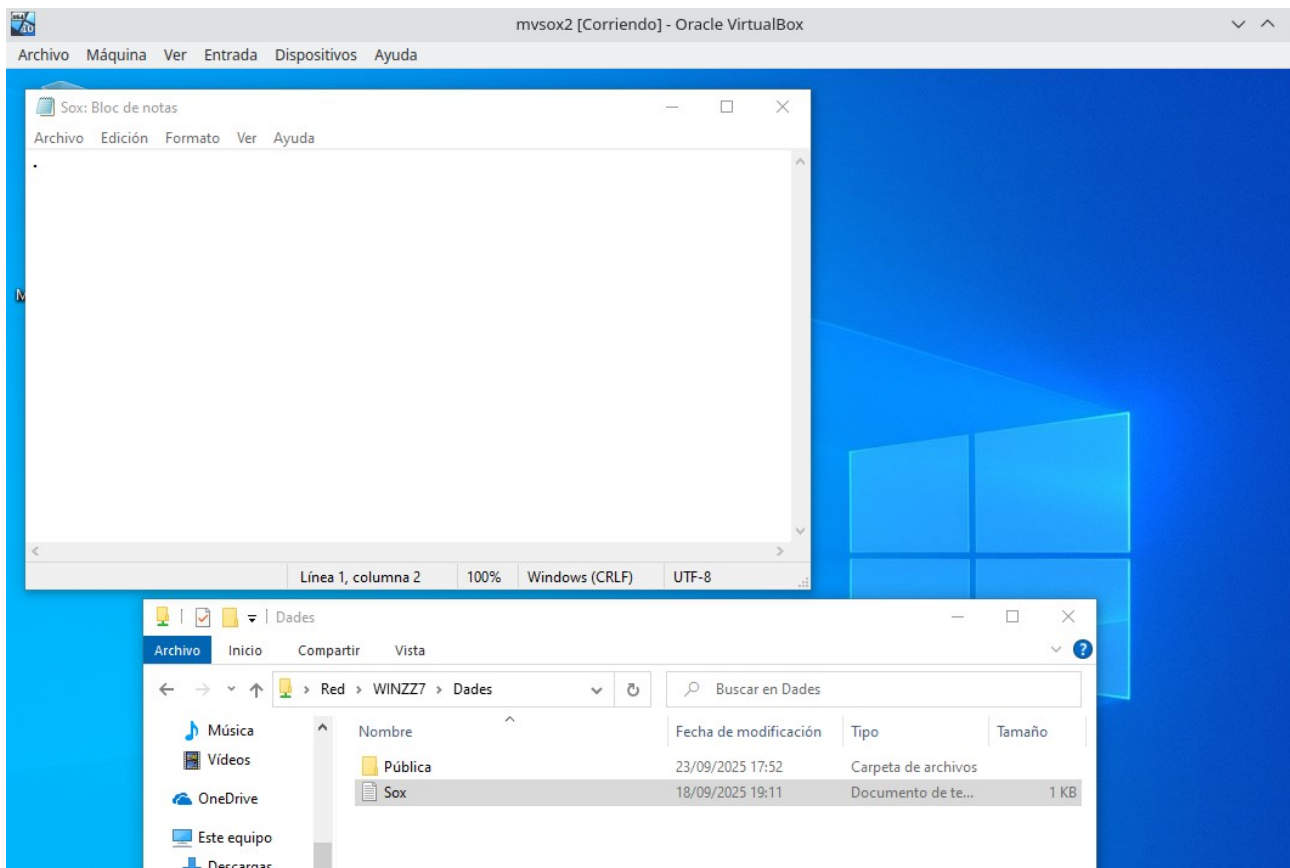 mvsox2 [Corriendo] - Oracle VirtualBox
Archivo Máquina Ver Entrada Dispositivos Ayuda
Sox: Bloc de notas
Archivo Edición Formato Ver Ayuda
.
Línea 1, columna 2 100% Windows (CRLF) UTF-8
Dades
Archivo Inicio Compartir Vista
Red > WINZZ7 > Dades Buscar en Dades
Música
Vídeos
OneDrive
Este equipo
Descargas
Nombre Fecha de modificación Tipo Tamaño
Pública 23/09/2025 17:52 Carpeta de archivos
Sox 18/09/2025 19:11 Documento de te... 1 KB